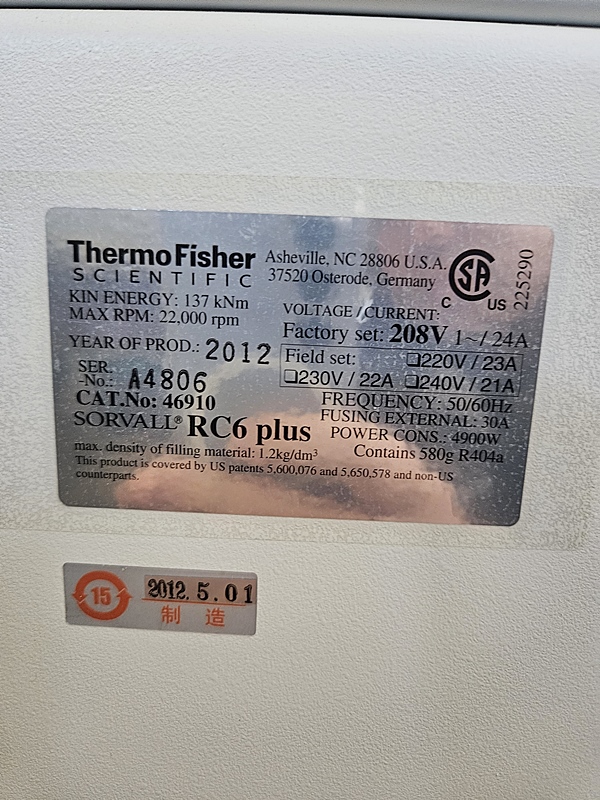 ThermoFisher
SCIENTIFIC
Asheville, NC 28806 U.S.A.
37520 Osterode, Germany
C SA US
225290
KIN ENERGY: 137 kNm
MAX RPM: 22,000 rpm
VOLTAGE/CURRENT:
Factory set: 208V 1~/ 24A
YEAR OF PROD.: 2012
Field set: ❑220V / 23A
❑230V / 22A ❑240V / 21A
SER.
-No.: A4806
CAT.No: 46910
FREQUENCY: 50/60Hz
FUSING EXTERNAL: 30A
SORVALL® RC6 plus
POWER CONS.: 4900W
Contains 580g R404a
max. density of filling material: 1.2kg/dm³
This product is covered by US patents 5,600,076 and 5,650,578 and non-US
counterparts.
15
2012.5.01
制造